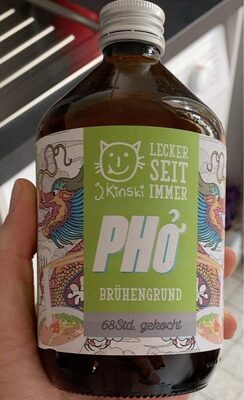 LECKER
SEIT
IMMER
Kinski
PHỞ
BRÜHENGRUND
68Std. gekocht